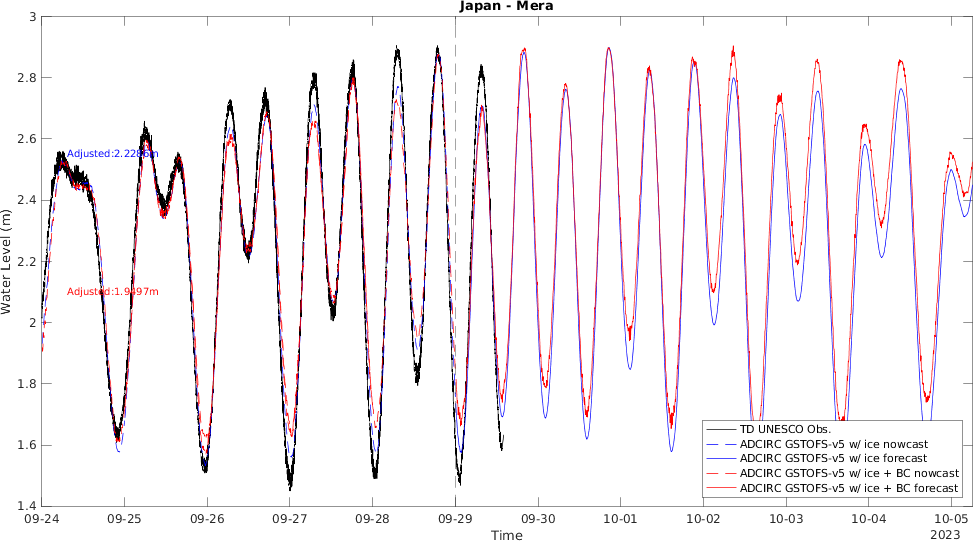 Japan - Mera
Water Level (m)
3
2.8
2.6
2.4
2.2
2
1.8
1.6
1.4
Adjusted:2.2286m
Adjusted:1.9497m
TD UNESCO Obs.
ADCIRC GSTOFS-v5 w/ ice nowcast
ADCIRC GSTOFS-v5 w/ ice forecast
ADCIRC GSTOFS-v5 w/ ice + BC nowcast
ADCIRC GSTOFS-v5 w/ ice + BC forecast
09-24 09-25 09-26 09-27 09-28 09-29 09-30 10-01 10-02 10-03 10-04 10-05
Time
2023